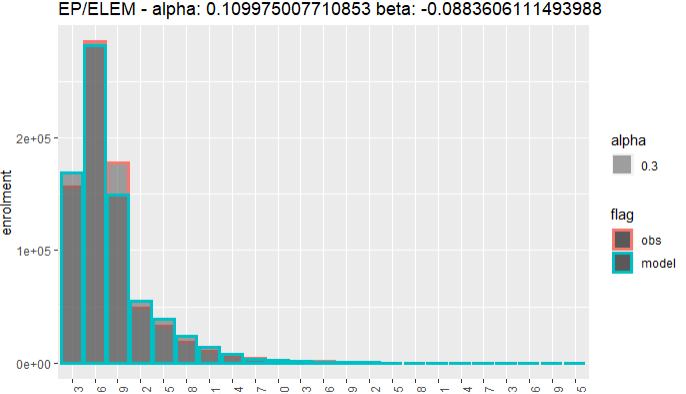 EP/ELEM - alpha: 0.109975007710853 beta: -0.0883606111493988
enrolment
2e+05
1e+05
0e+00
3 6 9 2 5 8 1 4 7 0 3 6 9 2 5 8 1 4 7 3 6 9 5
alpha
0.3
flag
obs
model